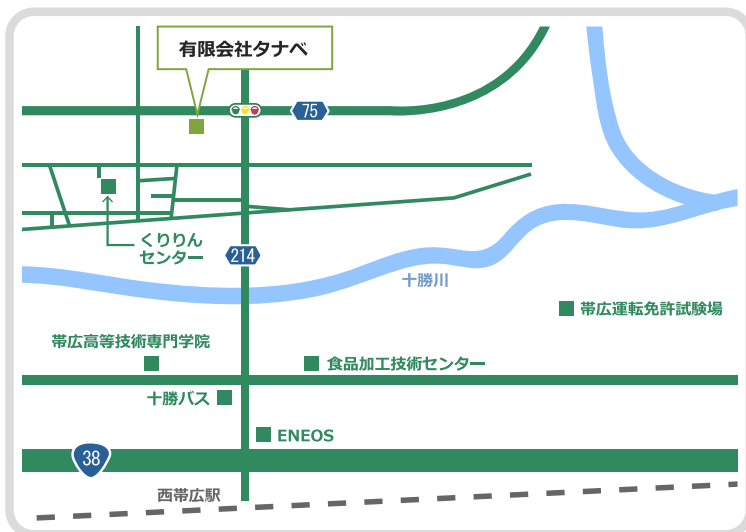 有限会社タナベ
75
くりりん
センター
214
十勝川
帯広運転免許試験場
帯広高等技術専門学院
食品加工技術センター
十勝バス
ENEOS
38
西帯広駅